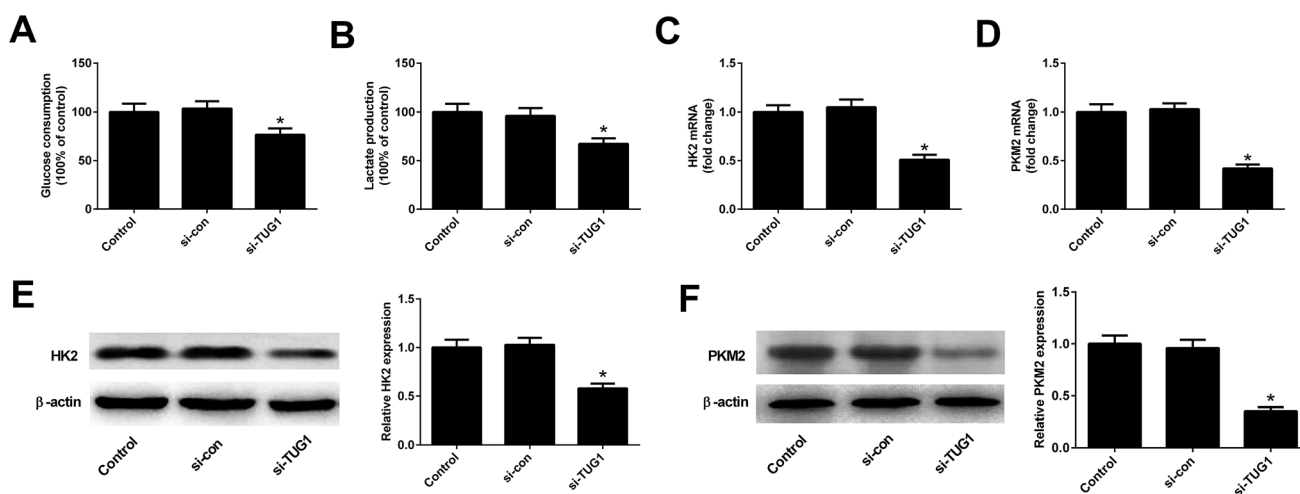 A
Glucose consumption
(100% of control)
150
100
50
0
*
Control
si-con
si-TUG1
B
Lactate production
(100% of control)
150
100
50
0
*
Control
si-con
si-TUG1
C
HK2 mRNA
(fold change)
1.5
1.0
0.5
0.0
*
Control
si-con
si-TUG1
D
PKM2 mRNA
(fold change)
1.5
1.0
0.5
0.0
*
Control
si-con
si-TUG1
E
HK2
β-actin
Control
si-con
si-TUG1
Relative HK2 expression
1.5
1.0
0.5
0.0
*
Control
si-con
si-TUG1
F
PKM2
β-actin
Control
si-con
si-TUG1
Relative PKM2 expression
1.5
1.0
0.5
0.0
*
Control
si-con
si-TUG1